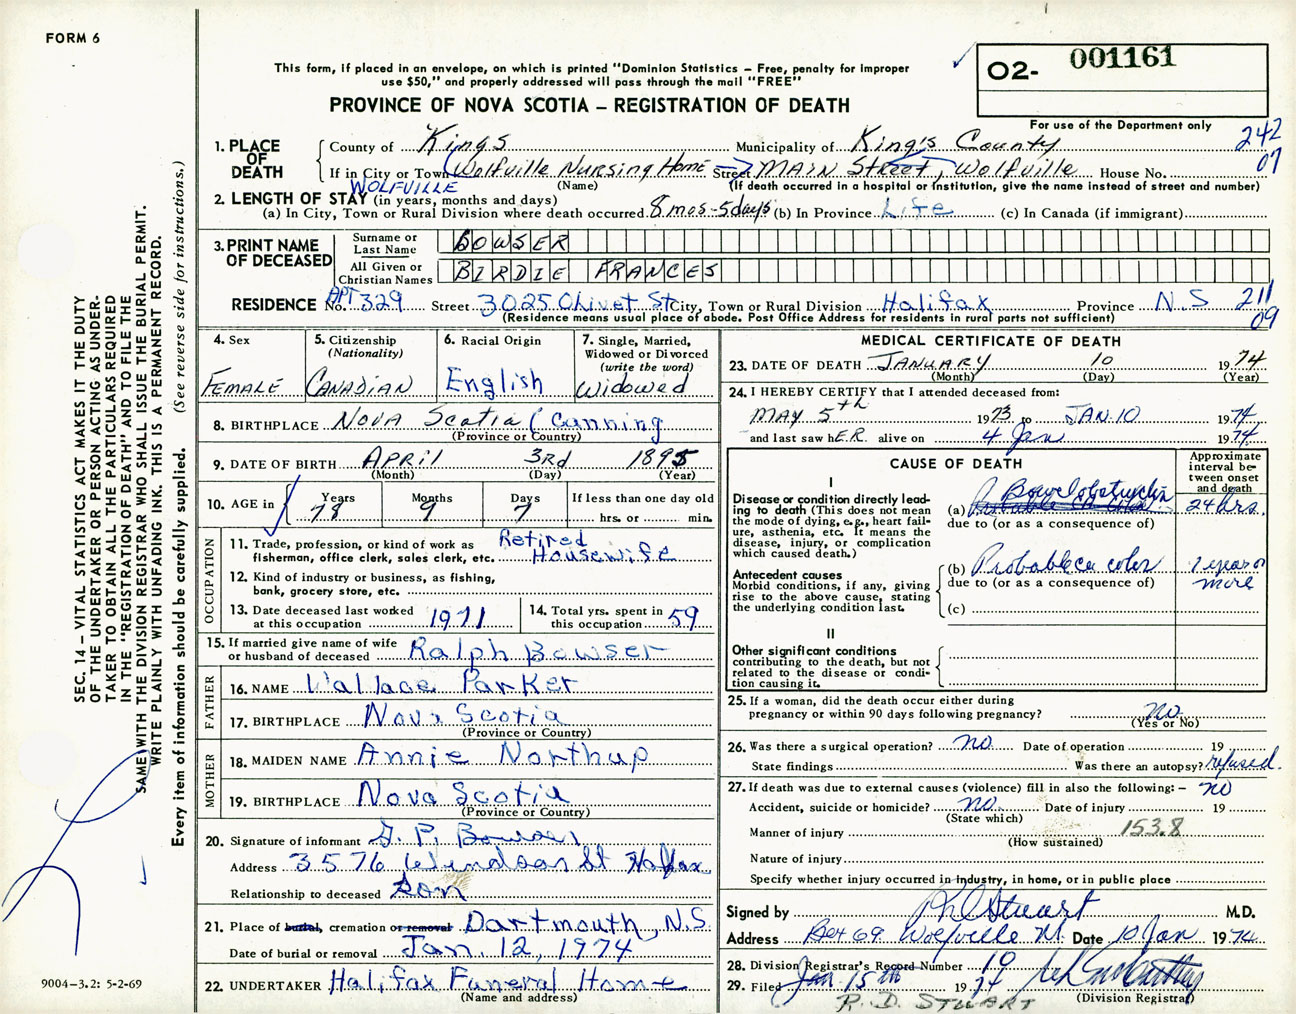 FORM 6
This form, if placed in an envelope, on which is printed "Dominion Statistics – Free, penalty for improper
use $50," and properly addressed will pass through the mail "FREE"
PROVINCE OF NOVA SCOTIA – REGISTRATION OF DEATH
02- 001161
For use of the Department only
242
07
1. PLACE OF DEATH
County of Kings Municipality of King's County
If in City or Town Wolfville Nursing Home Street Main Street, Wolfville House No.
WOLFVILLE (Name) (If death occurred in a hospital or institution, give the name instead of street and number)
2. LENGTH OF STAY (in years, months and days)
(a) In City, Town or Rural Division where death occurred 8 mos - 5 days (b) In Province Life (c) In Canada (if immigrant)
3. PRINT NAME OF DECEASED
Surname or Last Name BOWSER
All Given or Christian Names BIRDIE FRANCES
RESIDENCE No. APT 329 Street 3025 Olivet St City, Town or Rural Division Halifax Province N.S 211
09
(Residence means usual place of abode. Post Office Address for residents in rural parts not sufficient)
4. Sex
FEMALE
5. Citizenship
(Nationality)
CANADIAN
6. Racial Origin
English
7. Single, Married,
Widowed or Divorced
(write the word)
Widowed
8. BIRTHPLACE Nova Scotia (Canning
(Province or Country)
9. DATE OF BIRTH APRIL 3rd 1895
(Month) (Day) (Year)
10. AGE in Years Months Days If less than one day old
78 9 7 hrs. or min.
OCCUPATION
11. Trade, profession, or kind of work as Retired
fisherman, office clerk, sales clerk, etc. Housewife
12. Kind of industry or business, as fishing,
bank, grocery store, etc.
13. Date deceased last worked
at this occupation 1971
14. Total yrs. spent in
this occupation 59
15. If married give name of wife
or husband of deceased Ralph Bowser
FATHER
16. NAME Wallace Parker
17. BIRTHPLACE Nova Scotia
(Province or Country)
MOTHER
18. MAIDEN NAME Annie Northup
19. BIRTHPLACE Nova Scotia
(Province or Country)
20. Signature of informant G. P. Bowser
Address 3576 Windsor St Halifax
Relationship to deceased Son
21. Place of burial, cremation or removal Dartmouth, N.S.
Date of burial or removal Jan. 12, 1974
22. UNDERTAKER Halifax Funeral Home
(Name and address)
MEDICAL CERTIFICATE OF DEATH
23. DATE OF DEATH JANUARY 10 1974
(Month) (Day) (Year)
24. I HEREBY CERTIFY that I attended deceased from:
MAY 5th 1973 to JAN. 10 1974
and last saw hER. alive on 4 Jan 1974
CAUSE OF DEATH
Approximate
interval be-
tween onset
and death
I
Disease or condition directly lead-
ing to death (This does not mean
the mode of dying, e.g., heart fail-
ure, asthenia, etc. It means the
disease, injury, or complication
which caused death.)
(a) Bowel obstruction 24 hrs.
due to (or as a consequence of)
Antecedent causes
Morbid conditions, if any, giving
rise to the above cause, stating
the underlying condition last.
(b) Probable ca colon 1 year or
due to (or as a consequence of) more
(c)
II
Other significant conditions
contributing to the death, but not
related to the disease or condi-
tion causing it.
25. If a woman, did the death occur either during
pregnancy or within 90 days following pregnancy? no
(Yes or No)
26. Was there a surgical operation? no Date of operation 19
State findings Was there an autopsy? refused.
27. If death was due to external causes (violence) fill in also the following: – no
Accident, suicide or homicide? no. Date of injury 19
(State which)
Manner of injury 153.8
(How sustained)
Nature of injury
Specify whether injury occurred in industry, in home, or in public place
Signed by Stuart M.D.
Address Box 69 Wolfville Date 10 Jan 1974
28. Division Registrar's Record Number 10
29. Filed Jan 15th 1974
(Division Registrar)
R. D. STUART
SEC. 14 – VITAL STATISTICS ACT MAKES IT THE DUTY
OF THE UNDERTAKER OR PERSON ACTING AS UNDER-
TAKER TO OBTAIN ALL THE PARTICULARS REQUIRED
IN THE "REGISTRATION OF DEATH" AND TO FILE THE
SAME WITH THE DIVISION REGISTRAR WHO SHALL ISSUE THE BURIAL PERMIT.
WRITE PLAINLY WITH UNFADING INK. THIS IS A PERMANENT RECORD.
Every item of information should be carefully supplied. (See reverse side for instructions.)
9004-3.2: 5-2-69